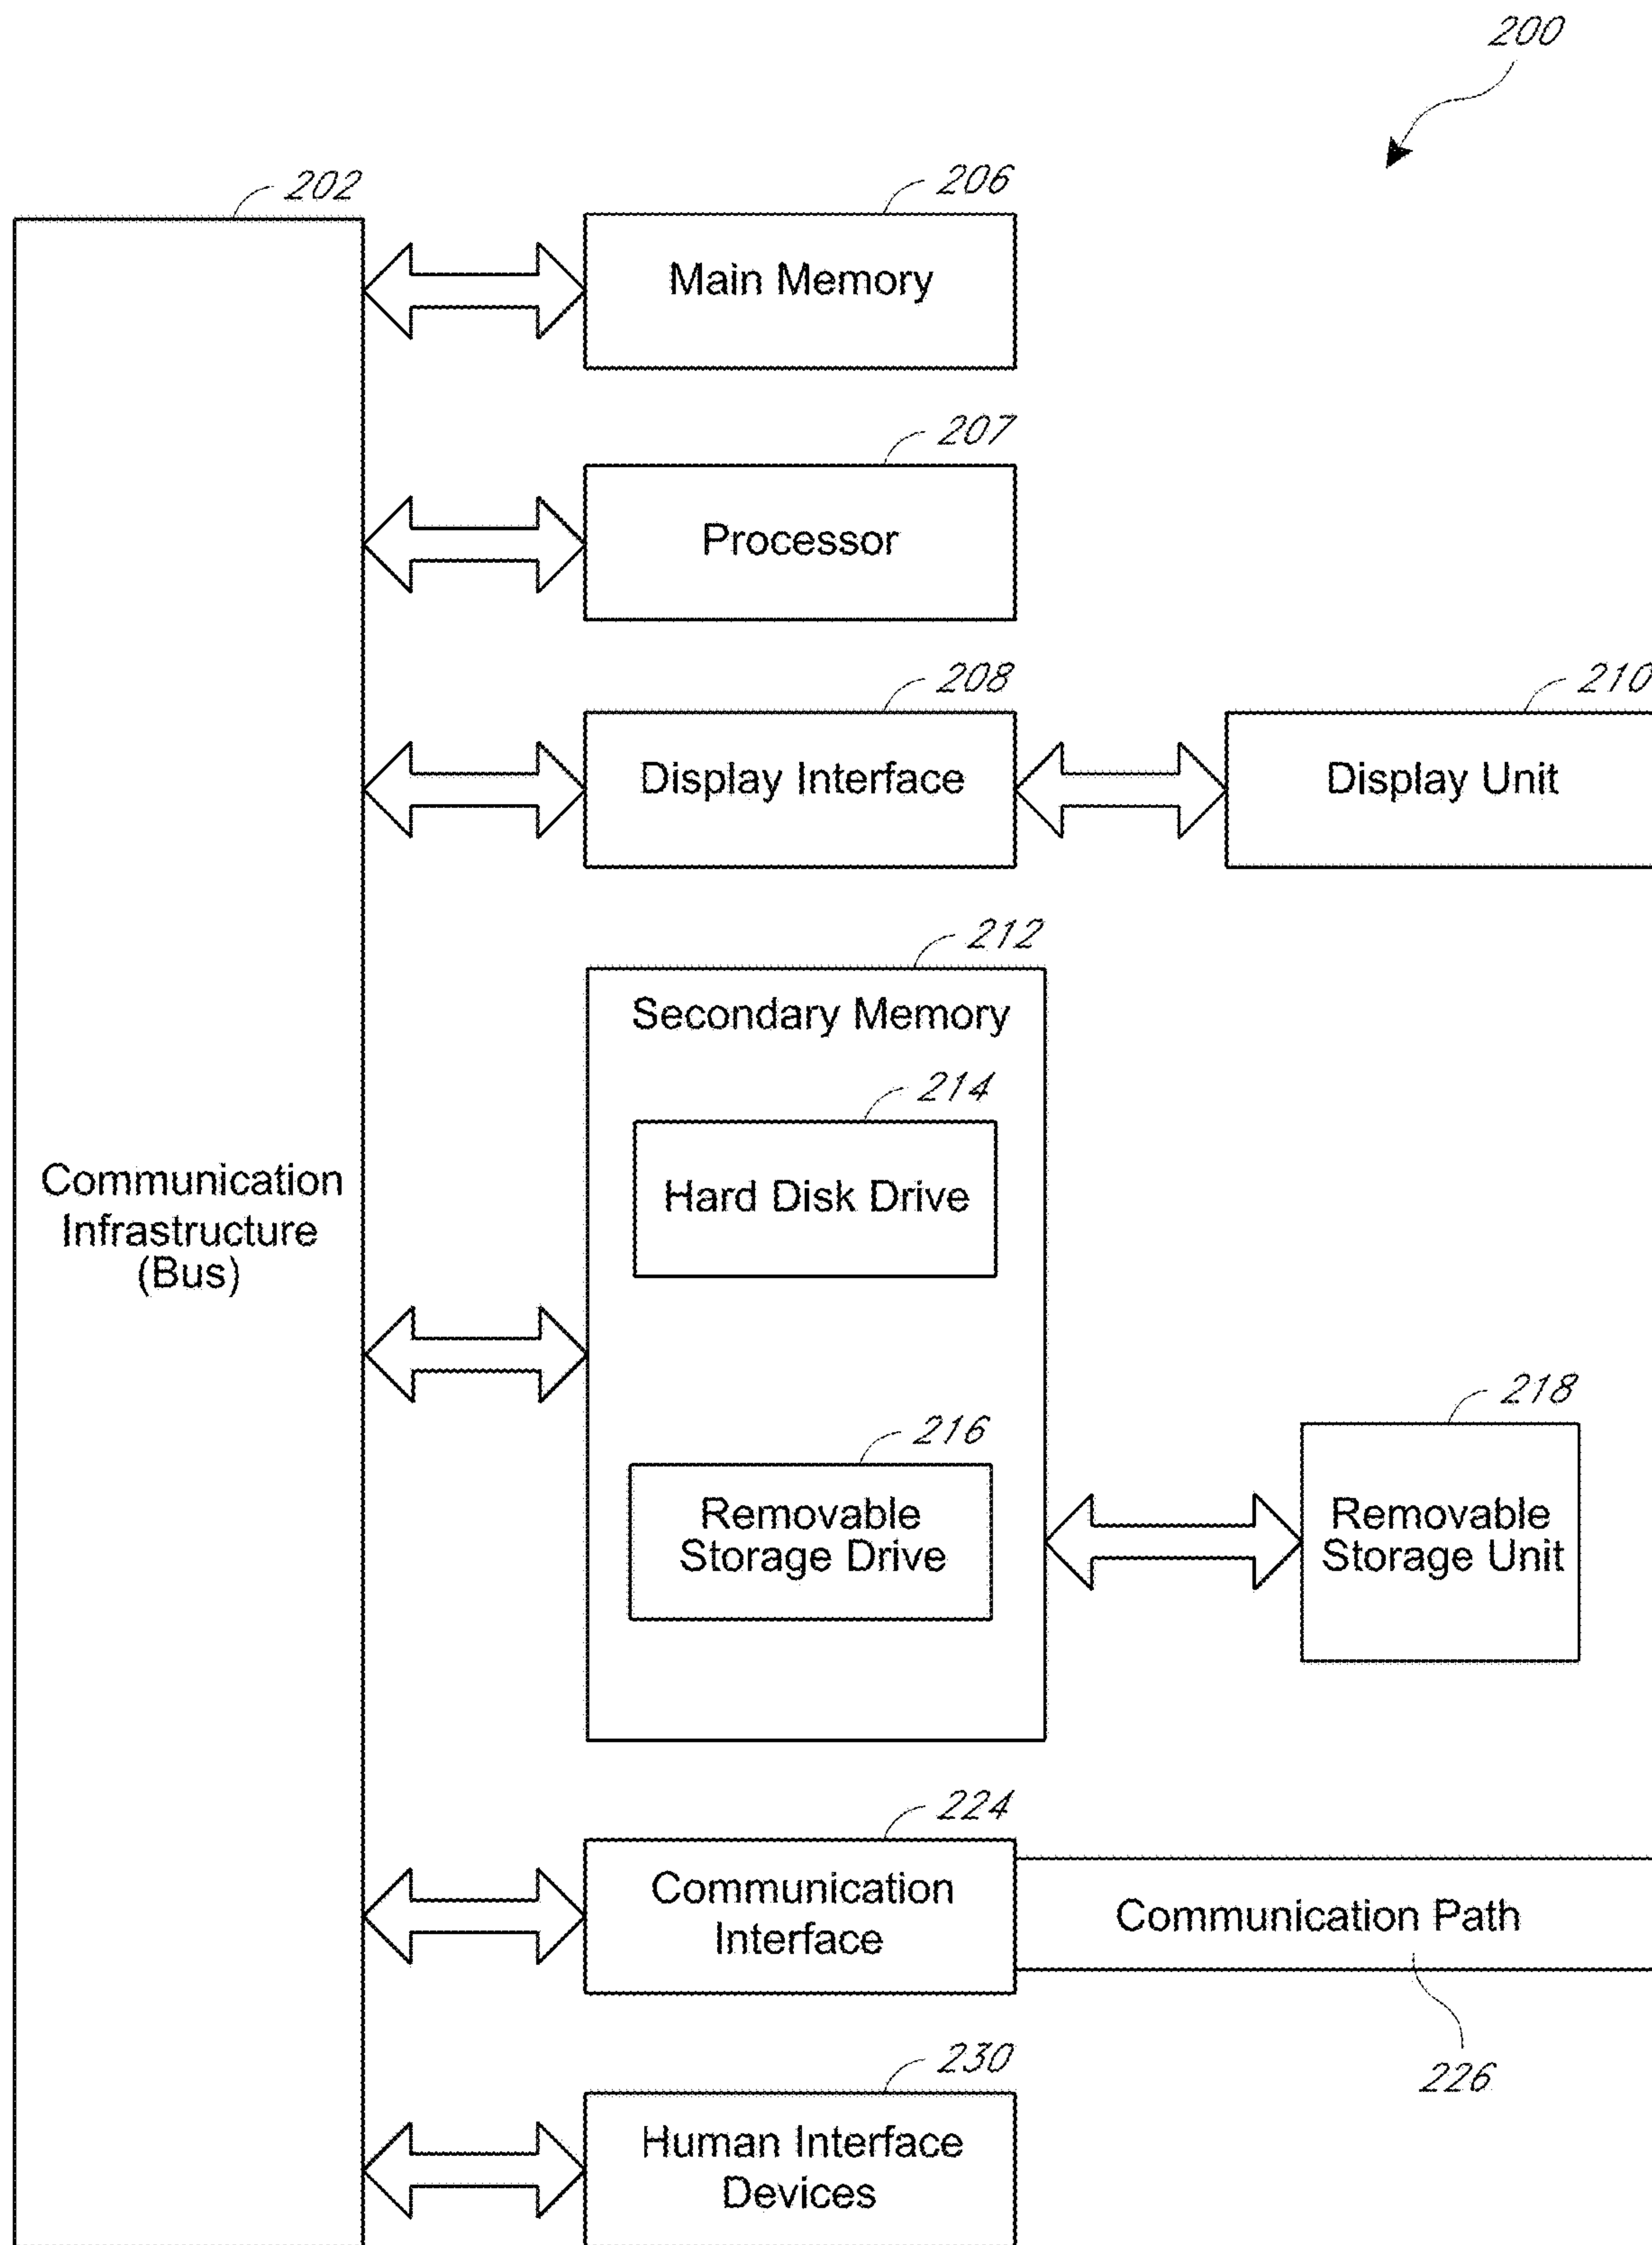 200
202
206
Main Memory
207
Processor
208
210
Display Interface
Display Unit
212
Secondary Memory
214
Hard Disk Drive
Communication
Infrastructure
(Bus)
216
218
Removable
Storage Drive
Removable
Storage Unit
224
Communication
Interface
Communication Path
226
230
Human Interface
Devices